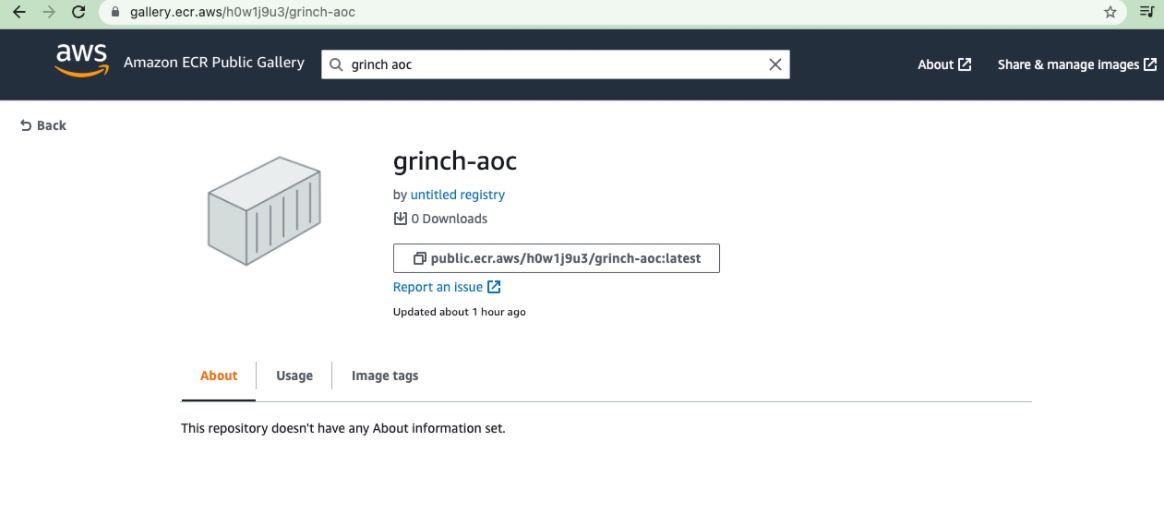 gallery.ecr.aws/h0w1j9u3/grinch-aoc
aws
Amazon ECR Public Gallery
grinch aoc
About
Share & manage images
Back
grinch-aoc
by untitled registry
0 Downloads
public.ecr.aws/h0w1j9u3/grinch-aoc:latest
Report an issue
Updated about 1 hour ago
About
Usage
Image tags
This repository doesn't have any About information set.